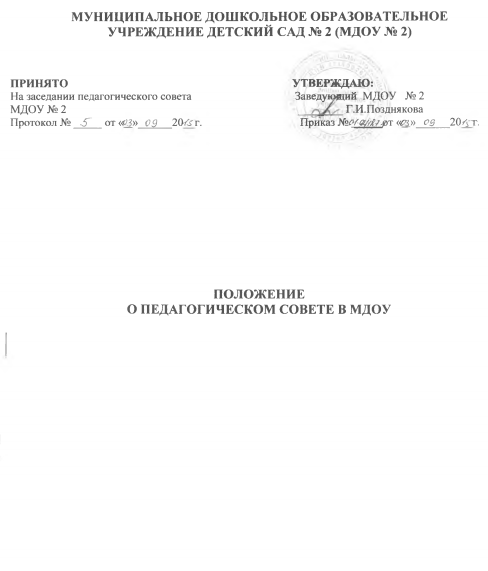 МУНИЦИПАЛЬНОЕ ДОШКОЛЬНОЕ ОБРАЗОВАТЕЛЬНОЕ
УЧРЕЖДЕНИЕ ДЕТСКИЙ САД № 2 (МДОУ № 2)
ПРИНЯТО
На заседании педагогического совета
МДОУ № 2
Протокол № 5 от «03» 09 2015 г.
УТВЕРЖДАЮ:
Заведующий МДОУ № 2
Г.И.Позднякова
Приказ № от «03» 09 2015 г.
ПОЛОЖЕНИЕ
О ПЕДАГОГИЧЕСКОМ СОВЕТЕ В МДОУ